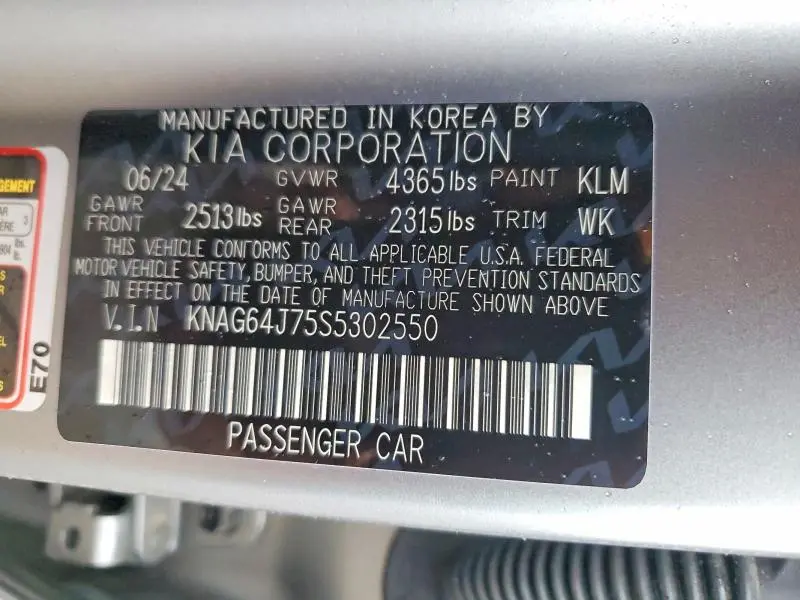 MANUFACTURED IN KOREA BY
KIA CORPORATION
06/24 GVWR 4365 lbs PAINT KLM
GAWR FRONT 2513 lbs GAWR REAR 2315 lbs TRIM WK
THIS VEHICLE CONFORMS TO ALL APPLICABLE U.S.A. FEDERAL
MOTOR VEHICLE SAFETY, BUMPER, AND THEFT PREVENTION STANDARDS
IN EFFECT ON THE DATE OF MANUFACTURE SHOWN ABOVE
V.I.N KNAG64J75S5302550
PASSENGER CAR
E70